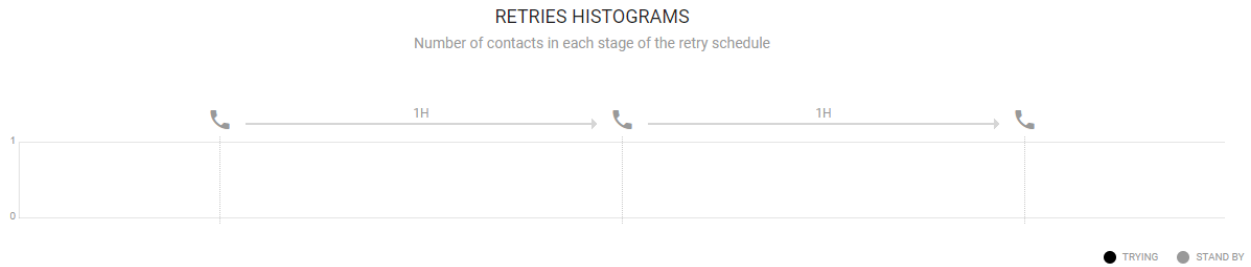 RETRIES HISTOGRAMS
Number of contacts in each stage of the retry schedule
1H 1H
1
0
TRYING STAND BY